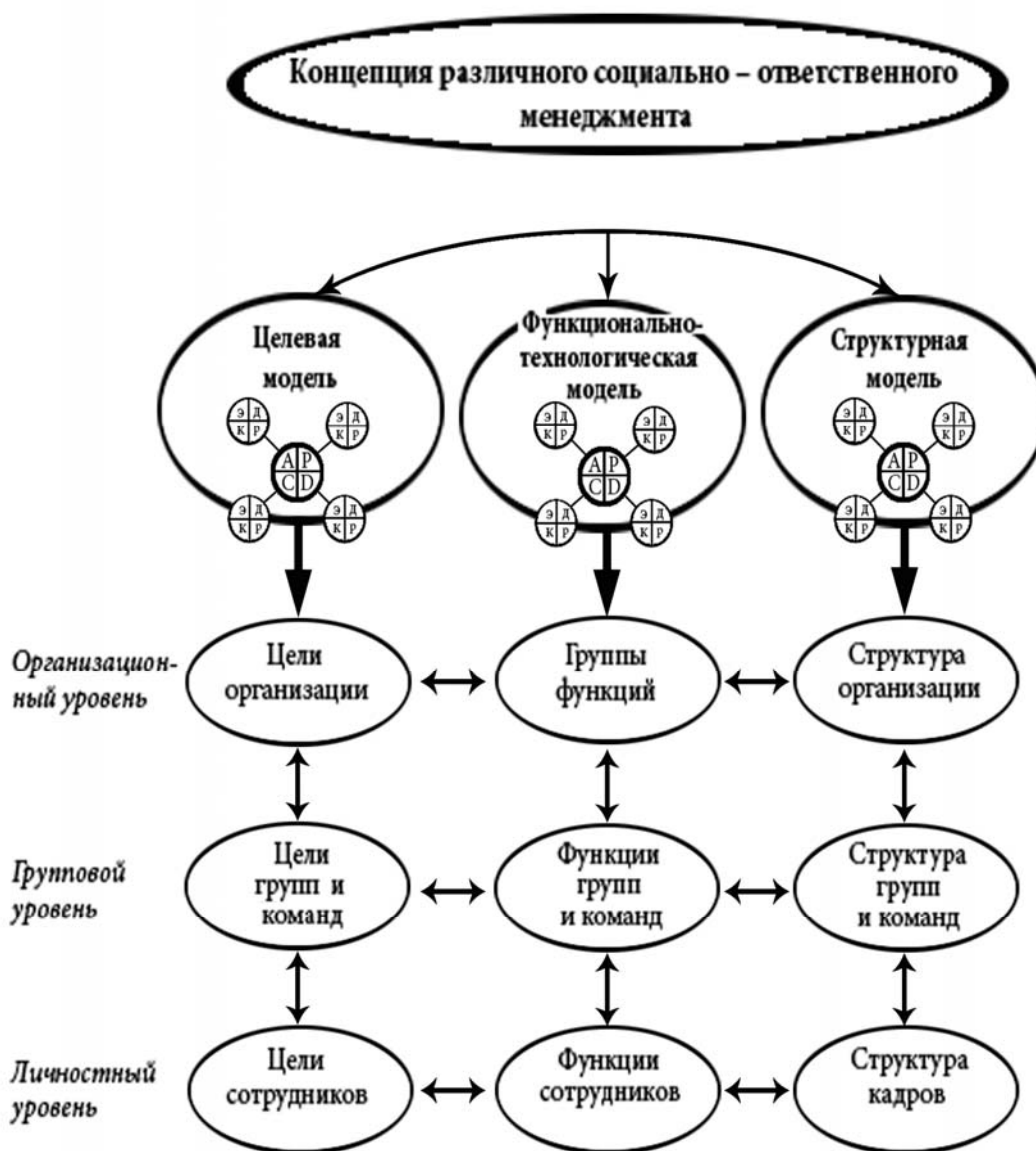 Концепция различного социально – ответственного
менеджмента
Целевая
модель
Э Д
К Р
Э Д
К Р
A P
C D
Э Д
К Р
Э Д
К Р
Функционально-
технологическая
модель
Э Д
К Р
Э Д
К Р
A P
C D
Э Д
К Р
Э Д
К Р
Структурная
модель
Э Д
К Р
Э Д
К Р
A P
C D
Э Д
К Р
Э Д
К Р
Организацион-
ный уровень
Цели
организации
Группы
функций
Структура
организации
Групповой
уровень
Цели
групп и
команд
Функции
групп
и команд
Структура
групп
и команд
Личностный
уровень
Цели
сотрудников
Функции
сотрудников
Структура
кадров